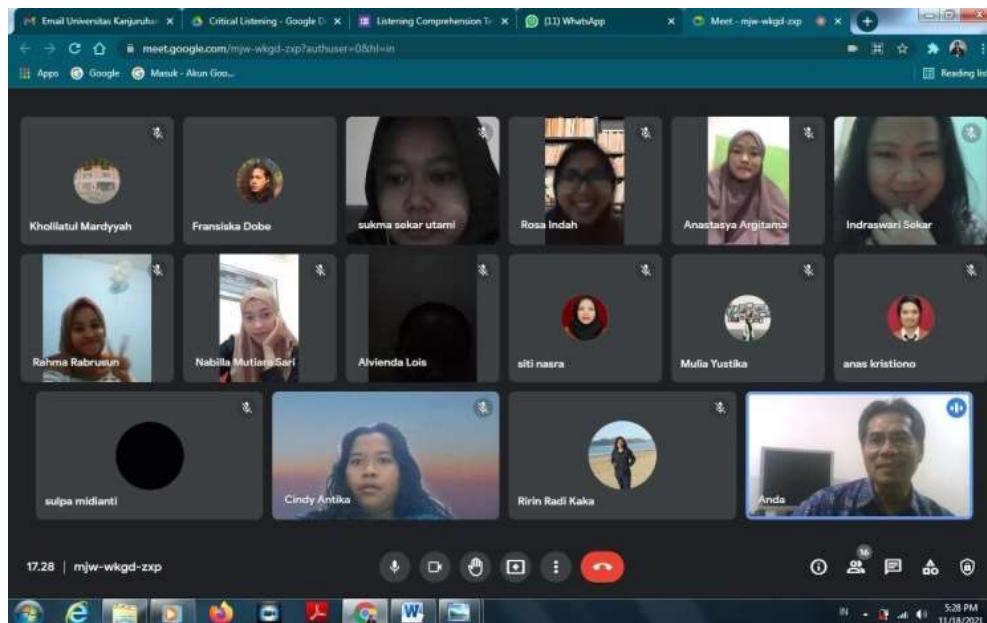 Email Universitas Kanjuruha
Critical Listening - Google D
Listening Comprehension Te
(11) WhatsApp
Meet - mjw-wkgd-zxp
meet.google.com/mjw-wkgd-zxp?authuser=0&hl=in
Apps
Google
Masuk - Akun Goo...
Reading list
Kholilatul Mardyyah
Fransiska Dobe
sukma sekar utami
Rosa Indah
Anastasya Argitama
Indraswari Sekar
Rahma Rabrusun
Nabilla Mutiara Sari
Alvienda Lois
siti nasra
Mulia Yustika
anas kristiono
sulpa midianti
Cindy Antika
Ririn Radi Kaka
Anda
17.28 | mjw-wkgd-zxp
16
IN
5:28 PM
11/18/2021